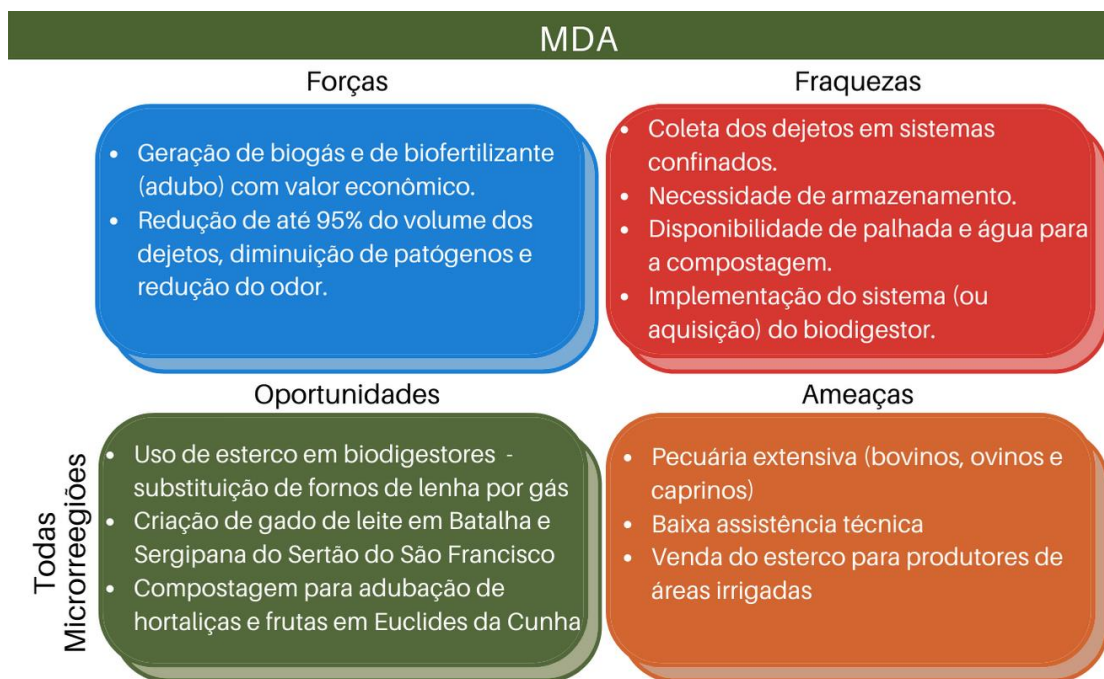 MDA
Forças
• Geração de biogás e de biofertilizante
(adubo) com valor econômico.
• Redução de até 95% do volume dos
dejetos, diminuição de patógenos e
redução do odor.
Fraquezas
• Coleta dos dejetos em sistemas
confinados.
• Necessidade de armazenamento.
• Disponibilidade de palhada e água para
a compostagem.
• Implementação do sistema (ou
aquisição) do biodigestor.
Todas
Microrreegiões
Oportunidades
• Uso de esterco em biodigestores -
substituição de fornos de lenha por gás
• Criação de gado de leite em Batalha e
Sergipana do Sertão do São Francisco
• Compostagem para adubação de
hortaliças e frutas em Euclides da Cunha
Ameaças
• Pecuária extensiva (bovinos, ovinos e
caprinos)
• Baixa assistência técnica
• Venda do esterco para produtores de
áreas irrigadas